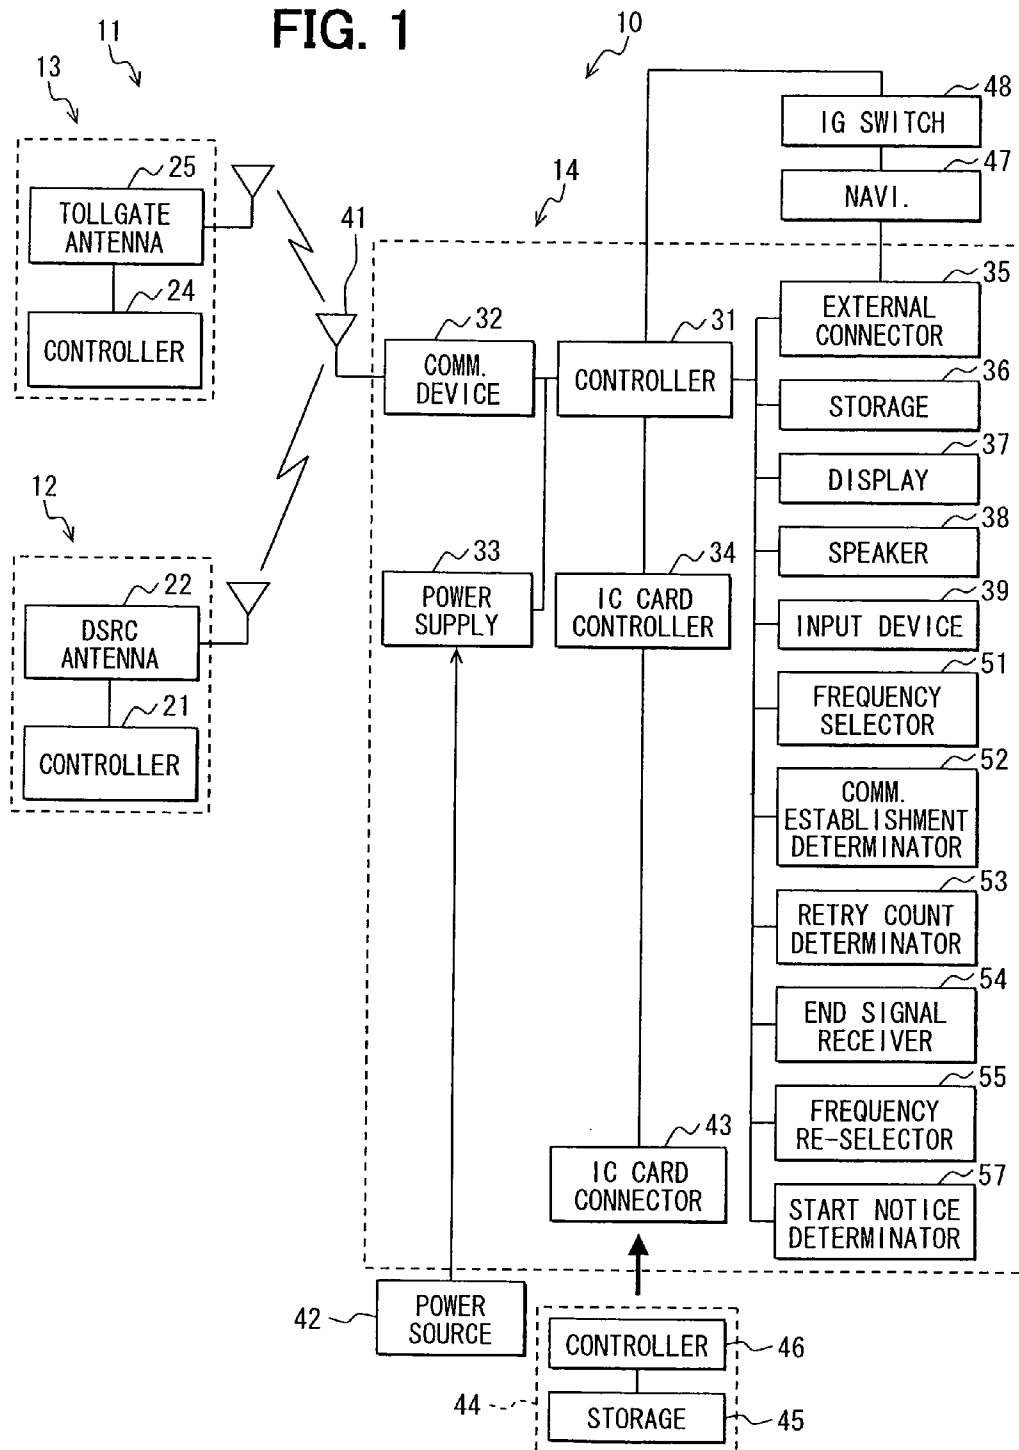 FIG. 1
11
10
13
48
IG SWITCH
47
NAVI.
25
TOLLGATE
ANTENNA
24
CONTROLLER
14
41
32
COMM.
DEVICE
31
CONTROLLER
35
EXTERNAL
CONNECTOR
36
STORAGE
37
DISPLAY
38
SPEAKER
12
22
DSRC
ANTENNA
21
CONTROLLER
33
POWER
SUPPLY
34
IC CARD
CONTROLLER
39
INPUT DEVICE
51
FREQUENCY
SELECTOR
52
COMM.
ESTABLISHMENT
DETERMINATOR
53
RETRY COUNT
DETERMINATOR
54
END SIGNAL
RECEIVER
55
FREQUENCY
RE-SELECTOR
43
IC CARD
CONNECTOR
57
START NOTICE
DETERMINATOR
42
POWER
SOURCE
CONTROLLER
46
44
STORAGE
45